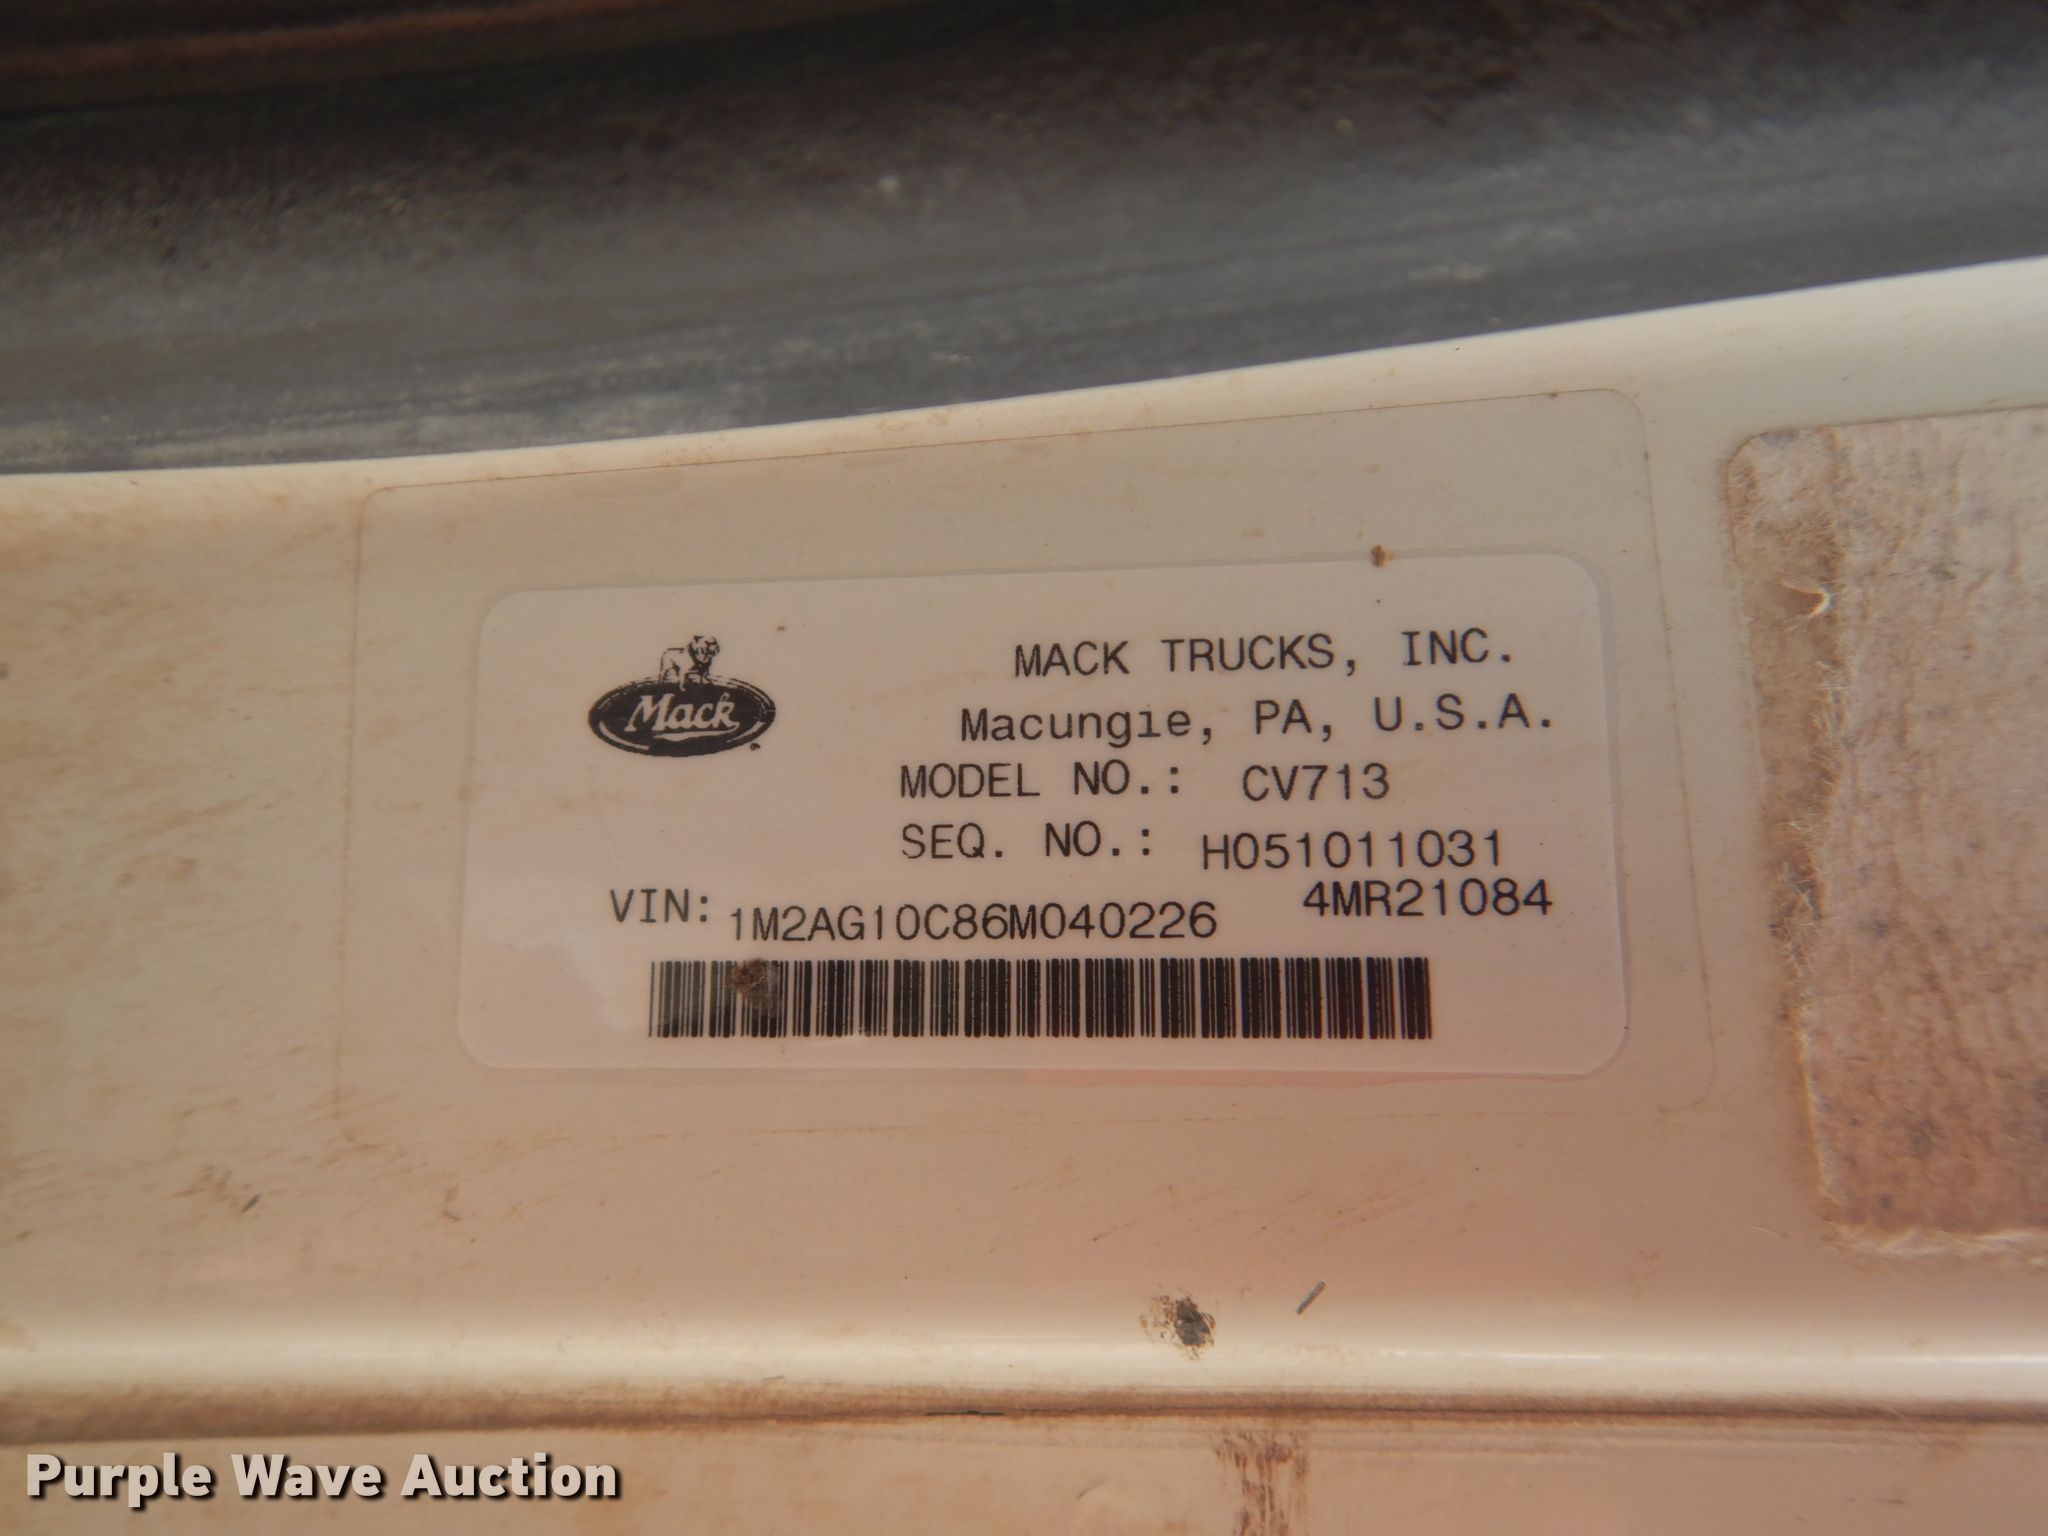 Mack
MACK TRUCKS, INC.
Macungie, PA, U.S.A.
MODEL NO.: CV713
SEQ. NO.: H051011031
4MR21084
VIN: 1M2AG10C86M040226
Purple Wave Auction